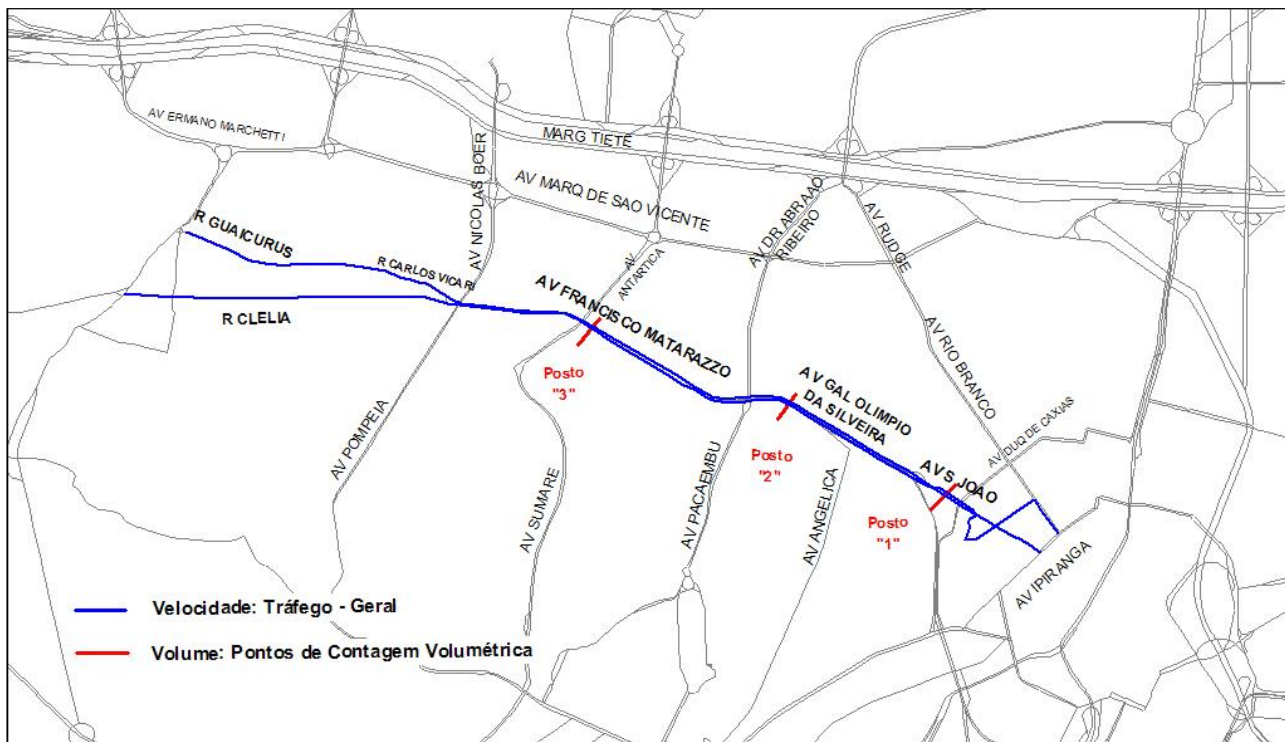 AV ERMANO MARCHETTI
AV NICOLAS BOER
MARG TIETE
AV MARQ DE SAO VICENTE
AV DR ABRAAO
RIBEIRO
AV RUDGE
R GUAICURUS
R CARLOS VICARI
AV
ANTARTICA
AV FRANCISCO MATARAZZO
R CLELIA
AV RIO BRANCO
Posto
"3"
AV GAL OLIMPIO
DA SILVEIRA
AV DUQ DE CAXIAS
AV POMPEIA
AV SUMARE
AV PACAEMBU
Posto
"2"
AV ANGELICA
AV S JOAO
Posto
"1"
AV IPIRANGA
Velocidade: Tráfego - Geral
Volume: Pontos de Contagem Volumétrica